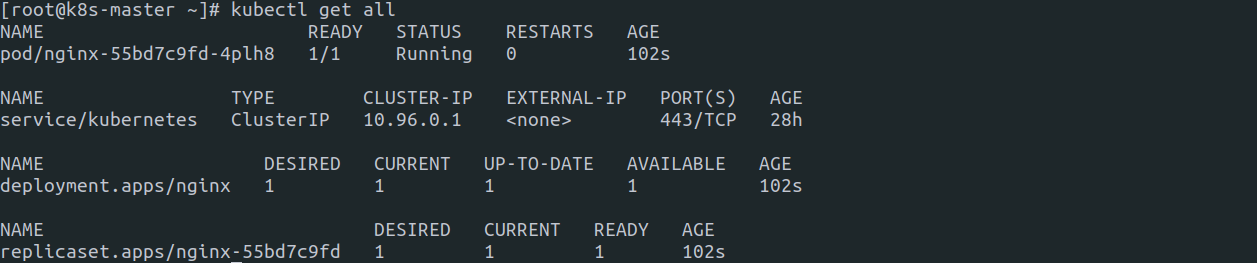 [root@k8s-master ~]# kubectl get all
NAME READY STATUS RESTARTS AGE
pod/nginx-55bd7c9fd-4plh8 1/1 Running 0 102s
NAME TYPE CLUSTER-IP EXTERNAL-IP PORT(S) AGE
service/kubernetes ClusterIP 10.96.0.1 <none> 443/TCP 28h
NAME DESIRED CURRENT UP-TO-DATE AVAILABLE AGE
deployment.apps/nginx 1 1 1 1 102s
NAME DESIRED CURRENT READY AGE
replicaset.apps/nginx-55bd7c9fd 1 1 1 102s